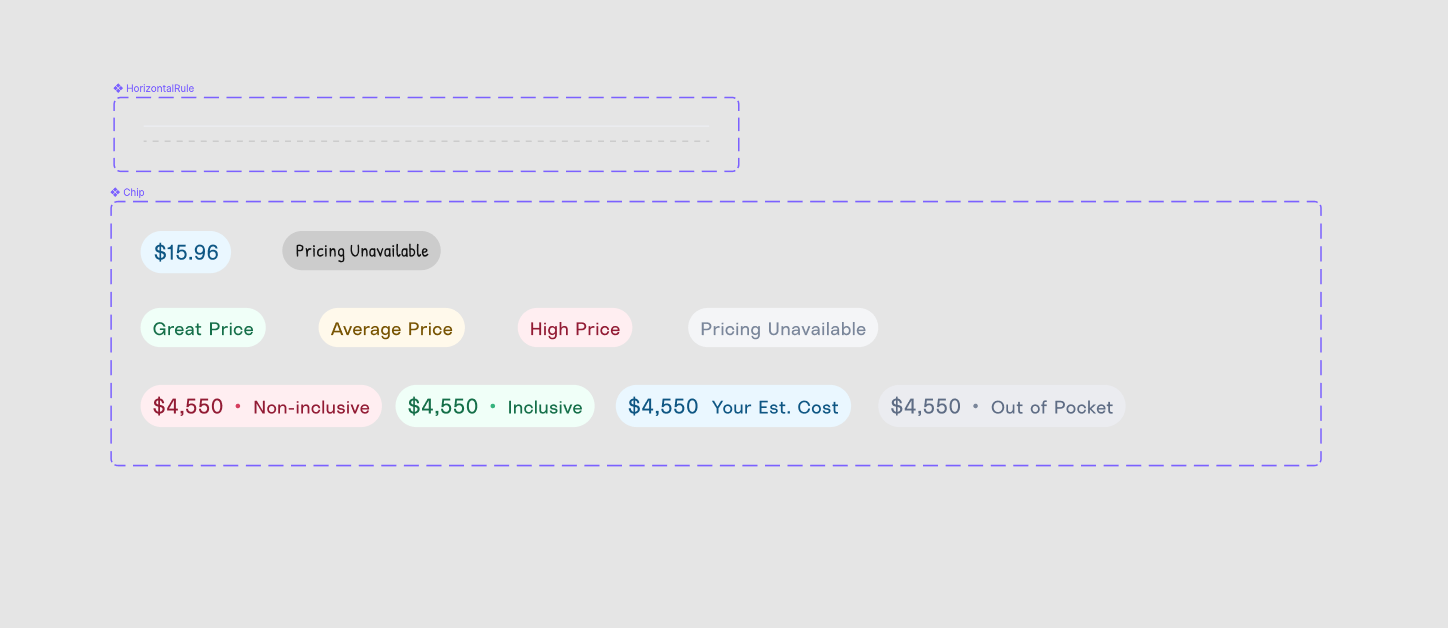 HorizontalRule
Chip
$15.96
Pricing Unavailable
Great Price
Average Price
High Price
Pricing Unavailable
$4,550 • Non-inclusive
$4,550 • Inclusive
$4,550 Your Est. Cost
$4,550 • Out of Pocket